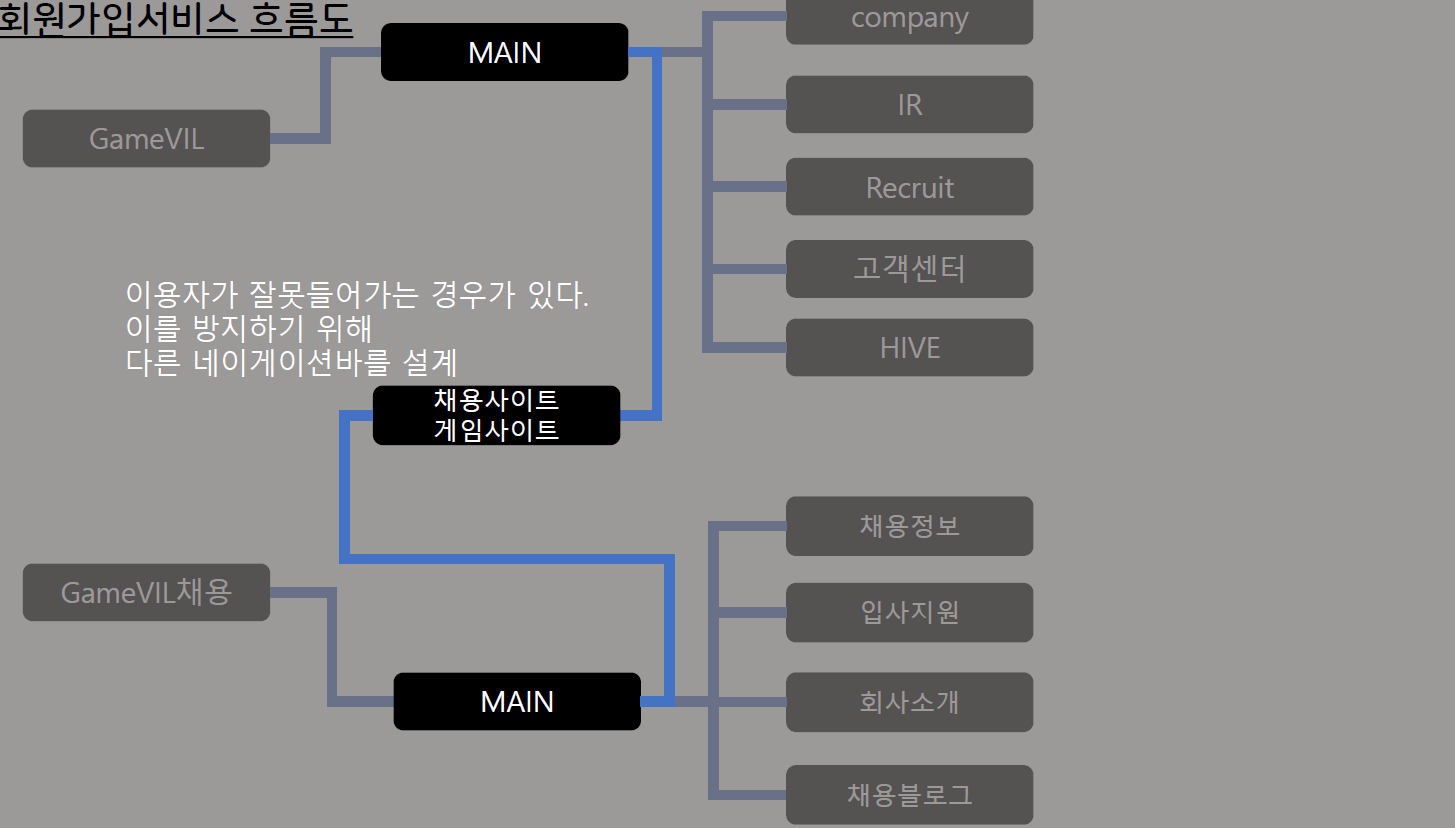 회원가입서비스 흐름도
MAIN
company
IR
GameVIL
Recruit
고객센터
HIVE
이용자가 잘못들어가는 경우가 있다.
이를 방지하기 위해
다른 네이게이션바를 설계
채용사이트
게임사이트
채용정보
GameVIL채용
입사지원
MAIN
회사소개
채용블로그